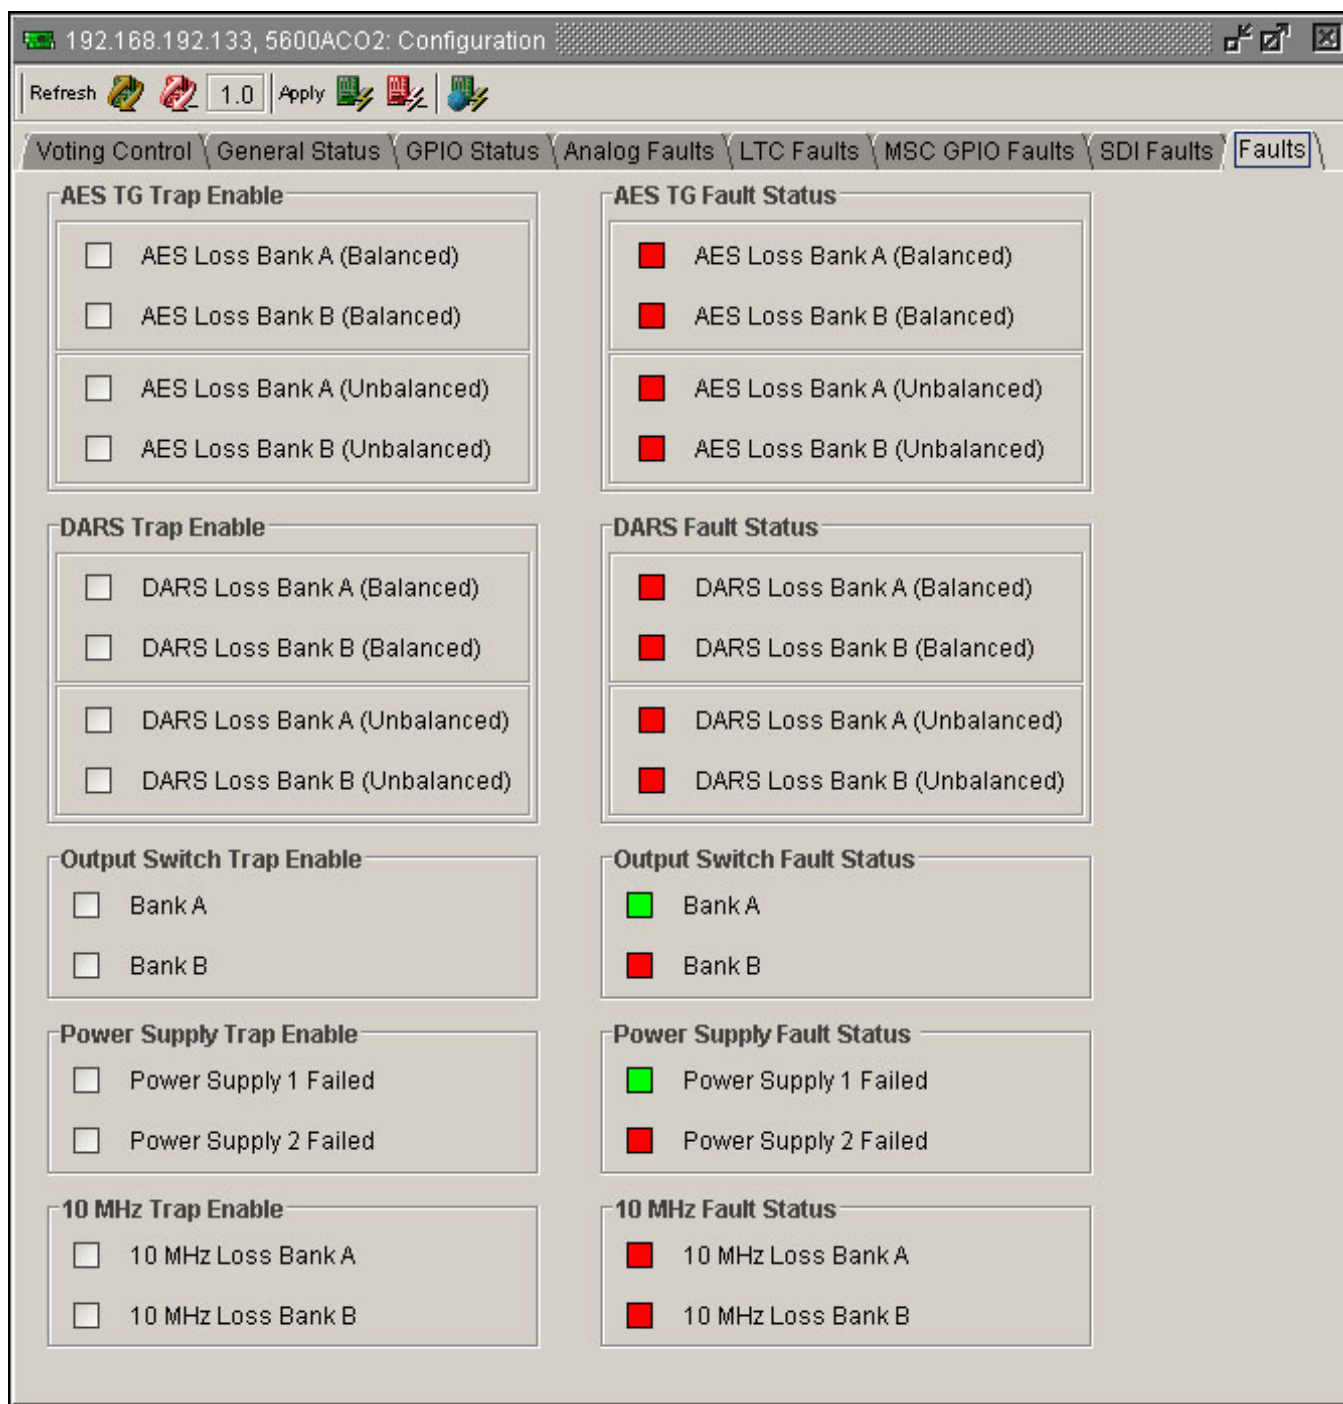 192.168.192.133, 5600ACO2: Configuration
Refresh 1.0 Apply
Voting Control General Status GPIO Status Analog Faults LTC Faults MSC GPIO Faults SDI Faults Faults
AES TG Trap Enable
AES Loss Bank A (Balanced)
AES Loss Bank B (Balanced)
AES Loss Bank A (Unbalanced)
AES Loss Bank B (Unbalanced)
AES TG Fault Status
AES Loss Bank A (Balanced)
AES Loss Bank B (Balanced)
AES Loss Bank A (Unbalanced)
AES Loss Bank B (Unbalanced)
DARS Trap Enable
DARS Loss Bank A (Balanced)
DARS Loss Bank B (Balanced)
DARS Loss Bank A (Unbalanced)
DARS Loss Bank B (Unbalanced)
DARS Fault Status
DARS Loss Bank A (Balanced)
DARS Loss Bank B (Balanced)
DARS Loss Bank A (Unbalanced)
DARS Loss Bank B (Unbalanced)
Output Switch Trap Enable
Bank A
Bank B
Output Switch Fault Status
Bank A
Bank B
Power Supply Trap Enable
Power Supply 1 Failed
Power Supply 2 Failed
Power Supply Fault Status
Power Supply 1 Failed
Power Supply 2 Failed
10 MHz Trap Enable
10 MHz Loss Bank A
10 MHz Loss Bank B
10 MHz Fault Status
10 MHz Loss Bank A
10 MHz Loss Bank B